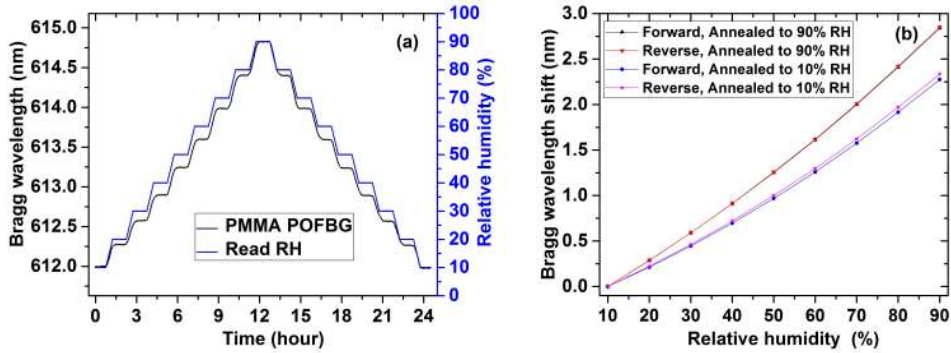 (a)
Bragg wavelength (nm)
615.0
614.5
614.0
613.5
613.0
612.5
612.0
PMMA POFBG
Read RH
100
90
80
70
60
50
40
30
20
10
0
Relative humidity (%)
0 3 6 9 12 15 18 21 24
Time (hour)
(b)
Forward, Annealed to 90% RH
Reverse, Annealed to 90% RH
Forward, Annealed to 10% RH
Reverse, Annealed to 10% RH
Bragg wavelength shift (nm)
3.0
2.5
2.0
1.5
1.0
0.5
0.0
10 20 30 40 50 60 70 80 90
Relative humidity (%)